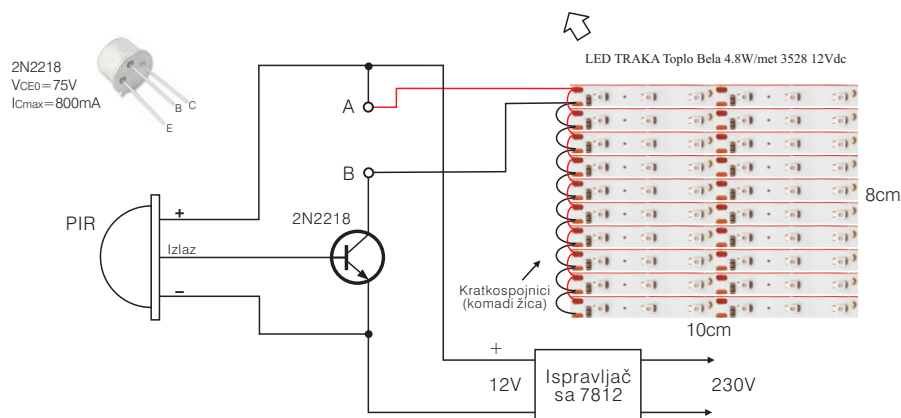 2N2218
VCE0=75V
ICmax=800mA
E
B
C
LED TRAKA Toplo Bela 4.8W/met 3528 12Vdc
A
B
2N2218
PIR
+
Izlaz
−
Kratkospojnici
(komadi žica)
8cm
10cm
+
12V
Ispravljač
sa 7812
230V